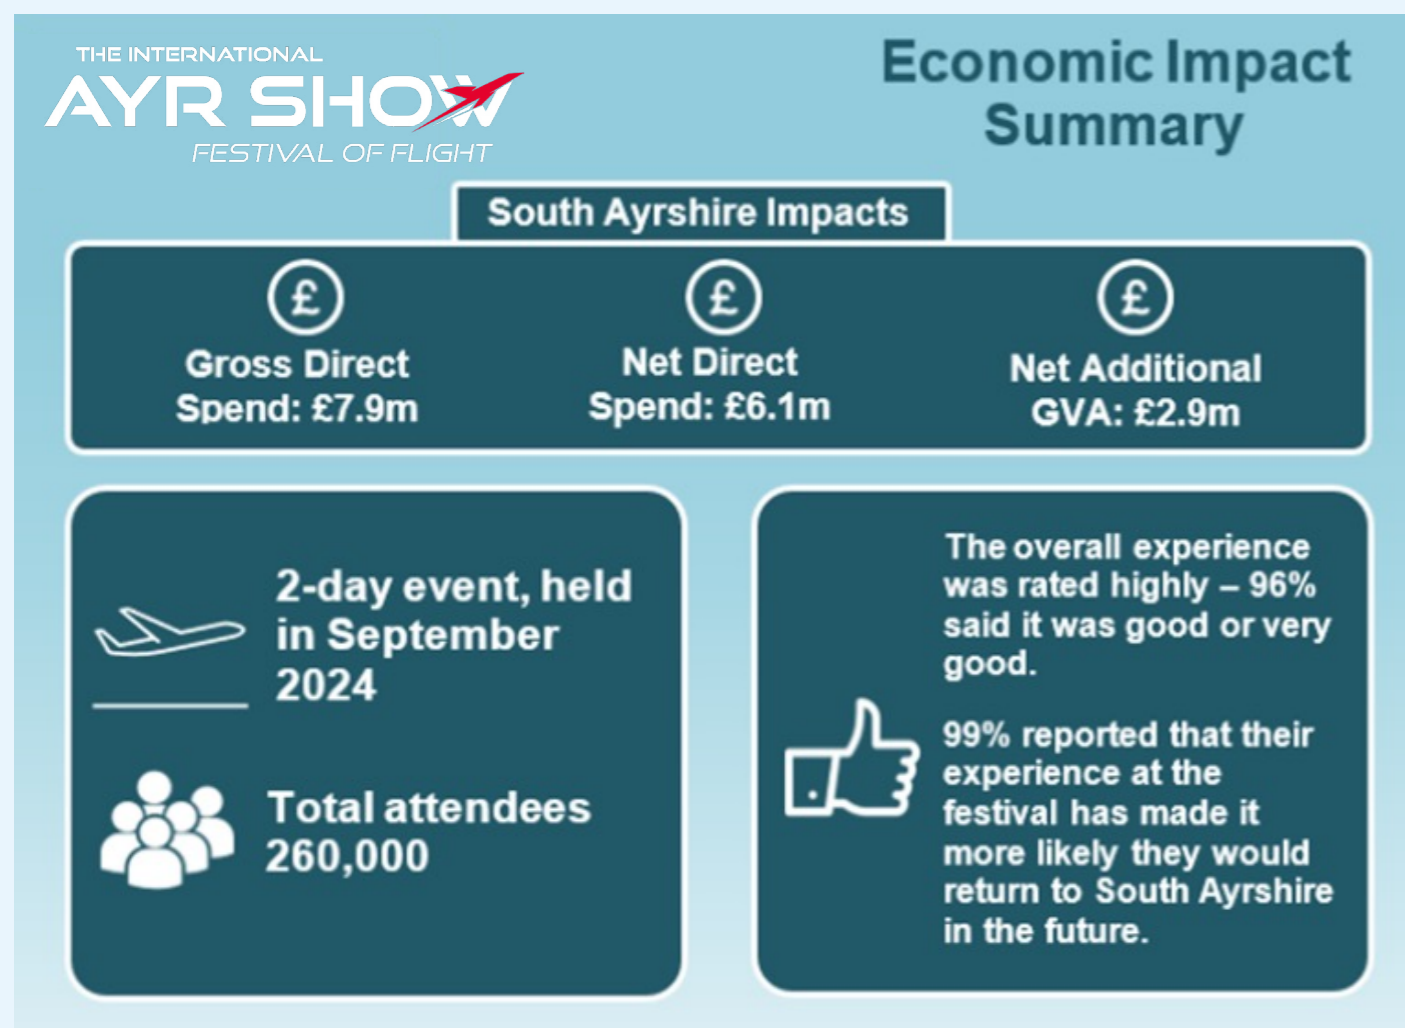 THE INTERNATIONAL
AYR SHOW
FESTIVAL OF FLIGHT
Economic Impact
Summary
South Ayrshire Impacts
£
Gross Direct
Spend: £7.9m
£
Net Direct
Spend: £6.1m
£
Net Additional
GVA: £2.9m
2-day event, held
in September
2024
Total attendees
260,000
The overall experience
was rated highly – 96%
said it was good or very
good.
99% reported that their
experience at the
festival has made it
more likely they would
return to South Ayrshire
in the future.